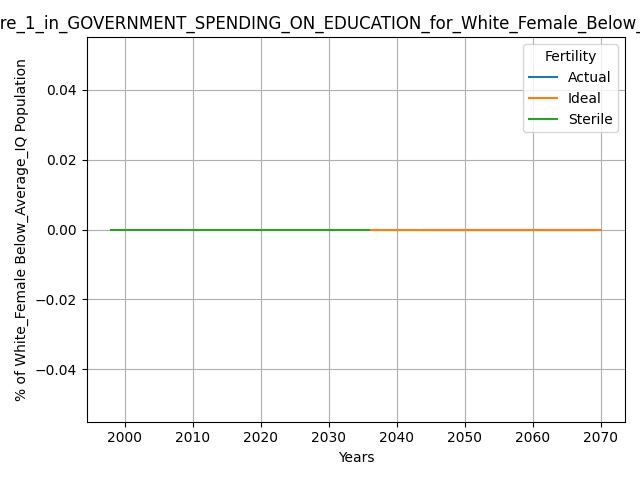 re_1_in_GOVERNMENT_SPENDING_ON_EDUCATION_for_White_Female_Below_
Fertility
Actual
Ideal
Sterile
% of White_Female Below_Average_IQ Population
0.04
0.02
0.00
−0.02
−0.04
2000 2010 2020 2030 2040 2050 2060 2070
Years